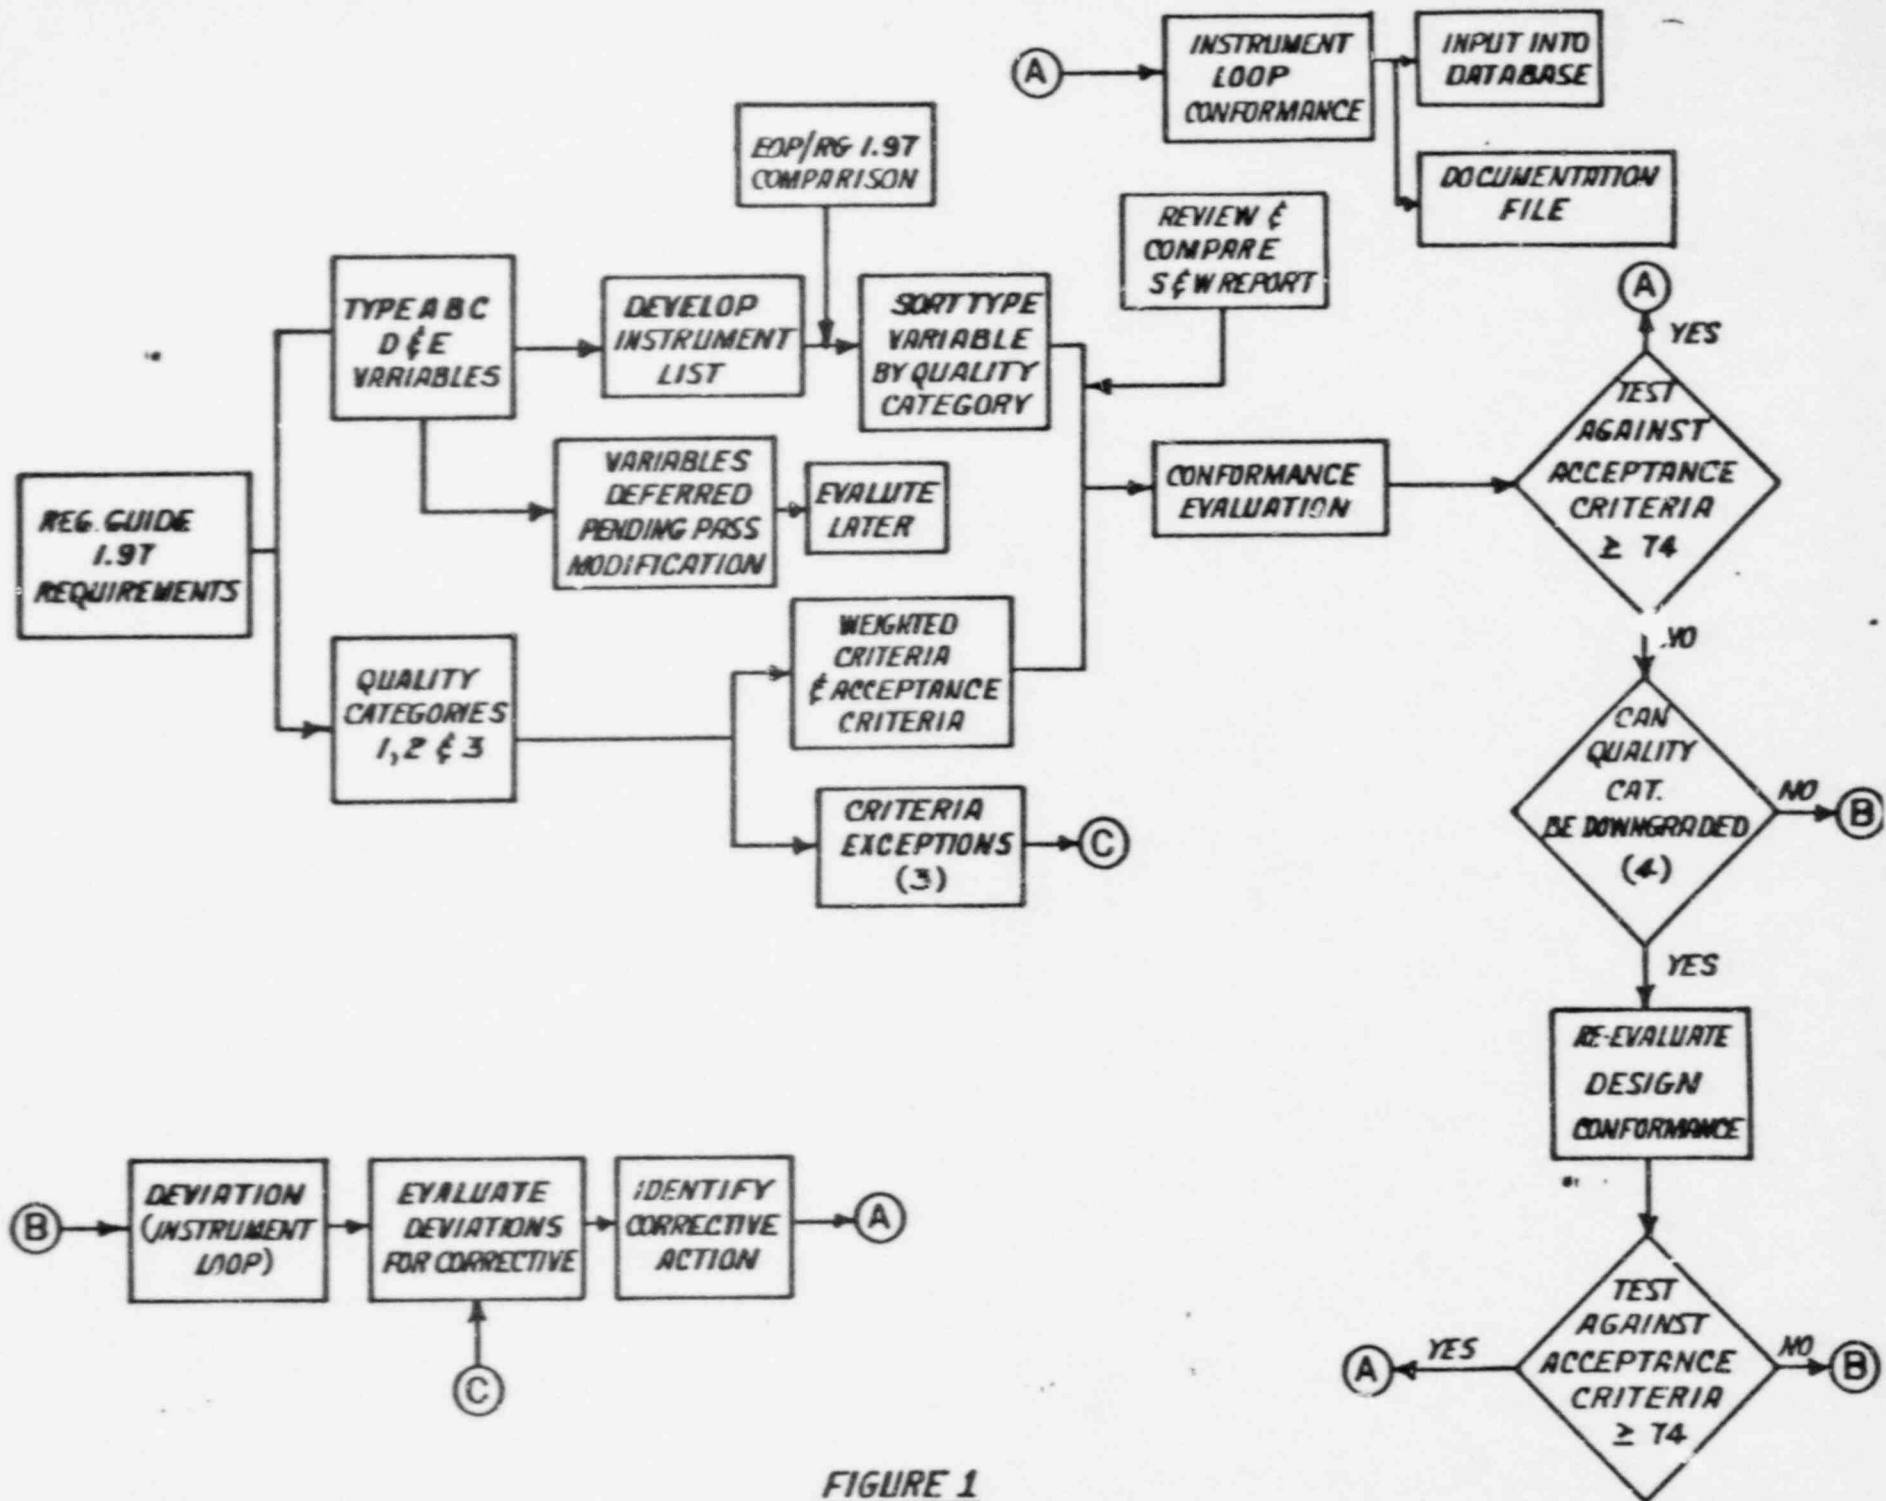 A
INSTRUMENT
LOOP
CONFORMANCE
INPUT INTO
DATABASE
DOCUMENTATION
FILE
EOP/RG 1.97
COMPARISON
REVIEW &
COMPARE
S&W REPORT
TYPE A B C
D & E
VARIABLES
DEVELOP
INSTRUMENT
LIST
SORT TYPE
VARIABLE
BY QUALITY
CATEGORY
A
YES
TEST
AGAINST
ACCEPTANCE
CRITERIA
≥ 74
REG. GUIDE
1.97
REQUIREMENTS
VARIABLES
DEFERRED
PENDING PASS
MODIFICATION
EVALUTE
LATER
CONFORMANCE
EVALUATION
NO
QUALITY
CATEGORIES
1, 2 & 3
WEIGHTED
CRITERIA
& ACCEPTANCE
CRITERIA
CRITERIA
EXCEPTIONS
(3)
C
CAN
QUALITY
CAT.
BE DOWNGRADED
(4)
NO
B
YES
RE-EVALUATE
DESIGN
CONFORMANCE
B
DEVIATION
(INSTRUMENT
LOOP)
EVALUATE
DEVIATIONS
FOR CORRECTIVE
IDENTIFY
CORRECTIVE
ACTION
A
C
TEST
AGAINST
ACCEPTANCE
CRITERIA
≥ 74
YES
A
NO
B
FIGURE 1